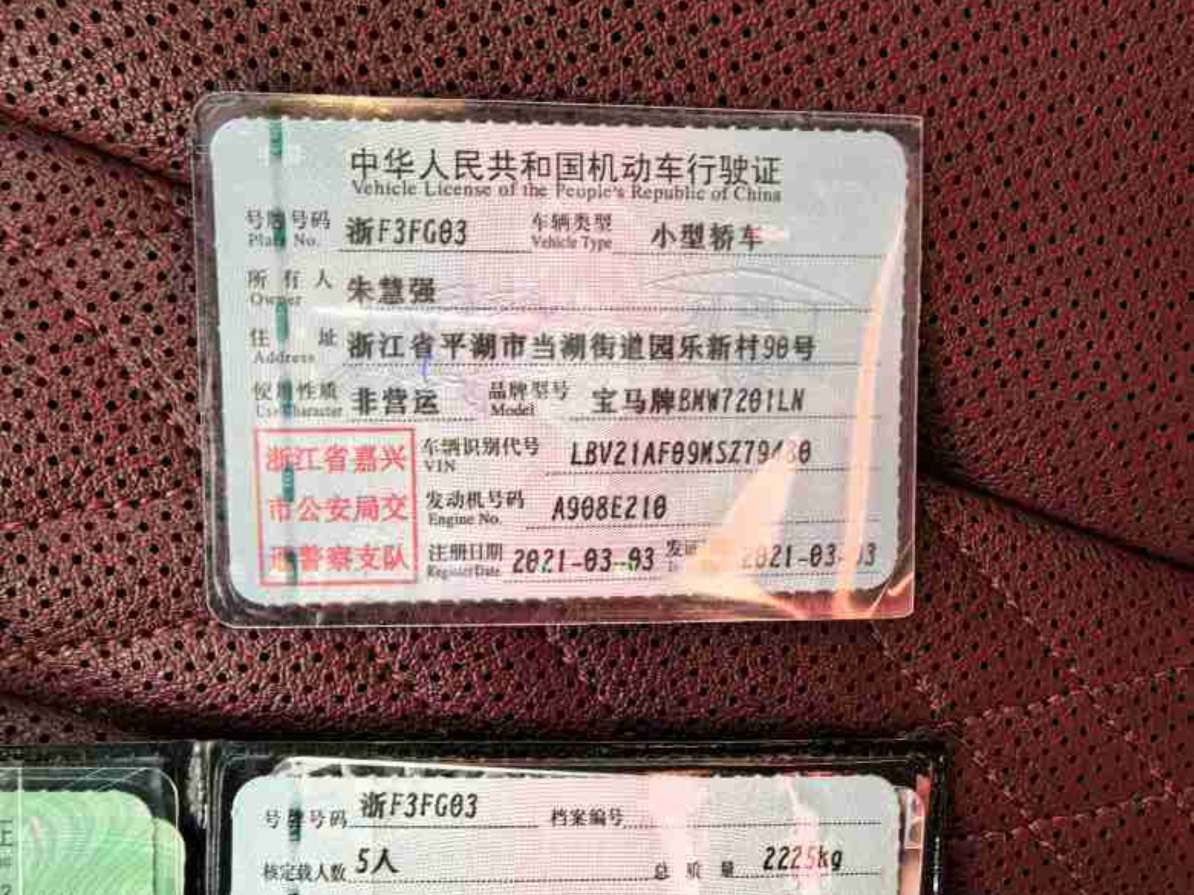 中华人民共和国机动车行驶证
Vehicle License of the People's Republic of China
号牌号码 浙F3FG03 车辆类型 小型轿车
Plate No. Vehicle Type
所有人 朱慧强
Owner
住址 浙江省平湖市当湖街道园乐新村90号
Address
使用性质 非营运 品牌型号 宝马牌BMW7201LN
Use Character Model
浙江省嘉兴
市公安局交
通警察支队
车辆识别代号
VIN
发动机号码 A908E210
Engine No.
注册日期 2021-03-03 2021-03-03
Register Date
号牌号码 浙F3FG03 档案编号
核定载人数 5人 总质量 2225kg